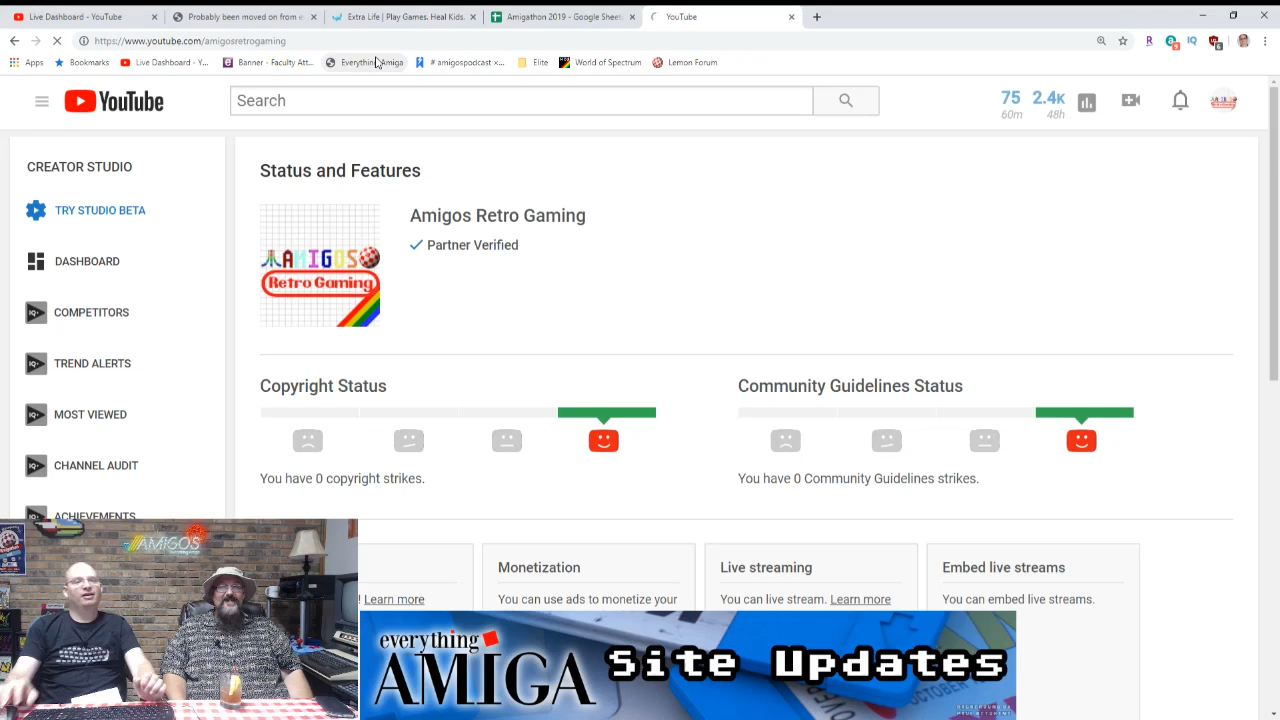 Live Dashboard - YouTube
Probably been moved on from e
Extra Life | Play Games. Heal Kids.
Amigathon 2019 - Google Sheets
YouTube
https://www.youtube.com/amigosretrogaming
Apps
Bookmarks
Live Dashboard - Y...
Banner - Faculty Att...
Everything Amiga
# amigospodcast ×...
Elite
World of Spectrum
Lemon Forum
YouTube
Search
75
60m
2.4K
48h
CREATOR STUDIO
TRY STUDIO BETA
DASHBOARD
COMPETITORS
TREND ALERTS
MOST VIEWED
CHANNEL AUDIT
ACHIEVEMENTS
Status and Features
AMIGOS
Retro Gaming
Amigos Retro Gaming
Partner Verified
Copyright Status
You have 0 copyright strikes.
Community Guidelines Status
You have 0 Community Guidelines strikes.
! Learn more
Monetization
You can use ads to monetize your
Live streaming
You can live stream. Learn more
Embed live streams
You can embed live streams.
AMIGOS
everything
AMIGA
Site Updates
OCTOBER